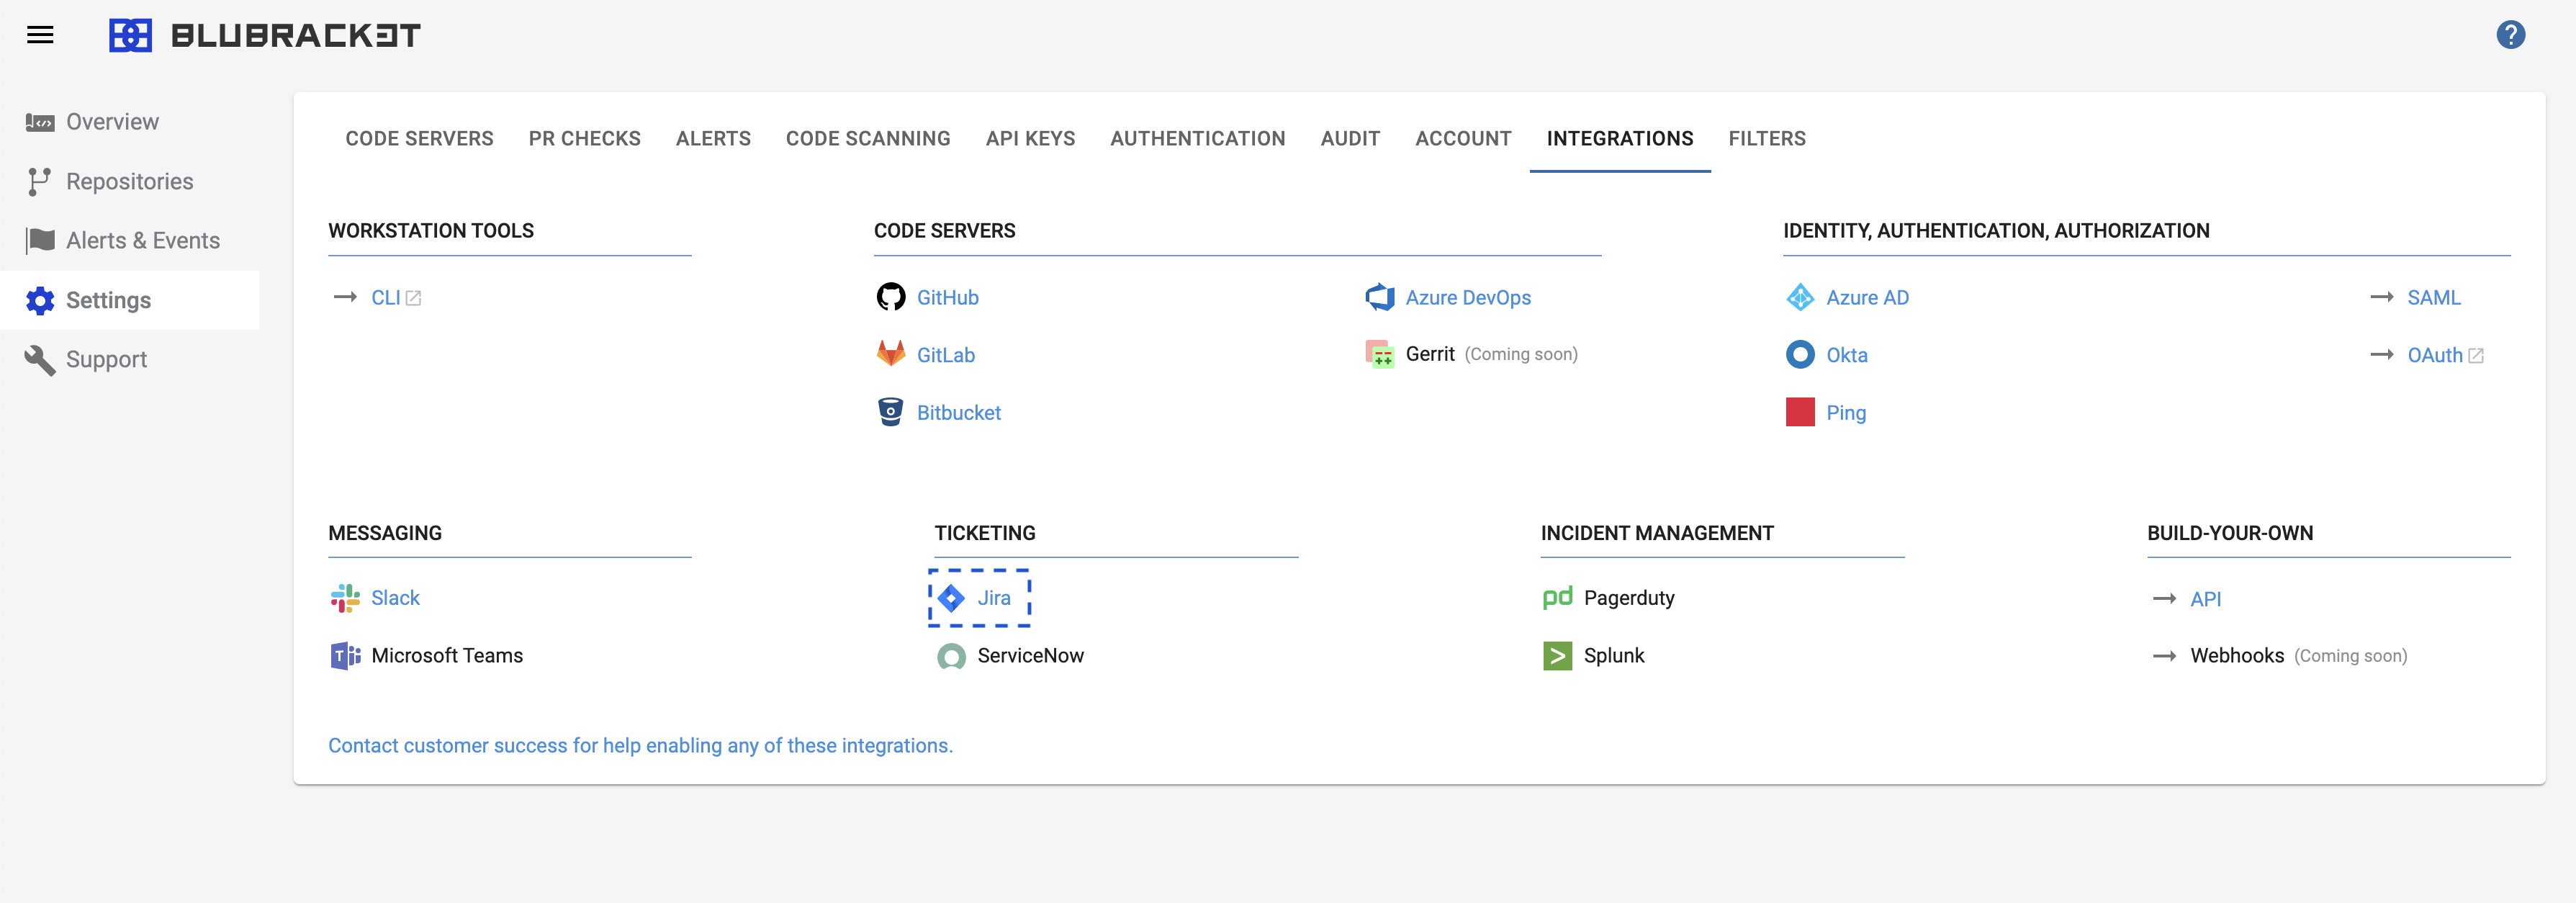 BLUBRACKET
?
Overview
Repositories
Alerts & Events
Settings
Support
CODE SERVERS PR CHECKS ALERTS CODE SCANNING API KEYS AUTHENTICATION AUDIT ACCOUNT INTEGRATIONS FILTERS
WORKSTATION TOOLS
CLI
CODE SERVERS
GitHub
GitLab
Bitbucket
Azure DevOps
Gerrit (Coming soon)
IDENTITY, AUTHENTICATION, AUTHORIZATION
Azure AD
Okta
Ping
SAML
OAuth
MESSAGING
Slack
Microsoft Teams
TICKETING
Jira
ServiceNow
INCIDENT MANAGEMENT
pd Pagerduty
Splunk
BUILD-YOUR-OWN
API
Webhooks (Coming soon)
Contact customer success for help enabling any of these integrations.